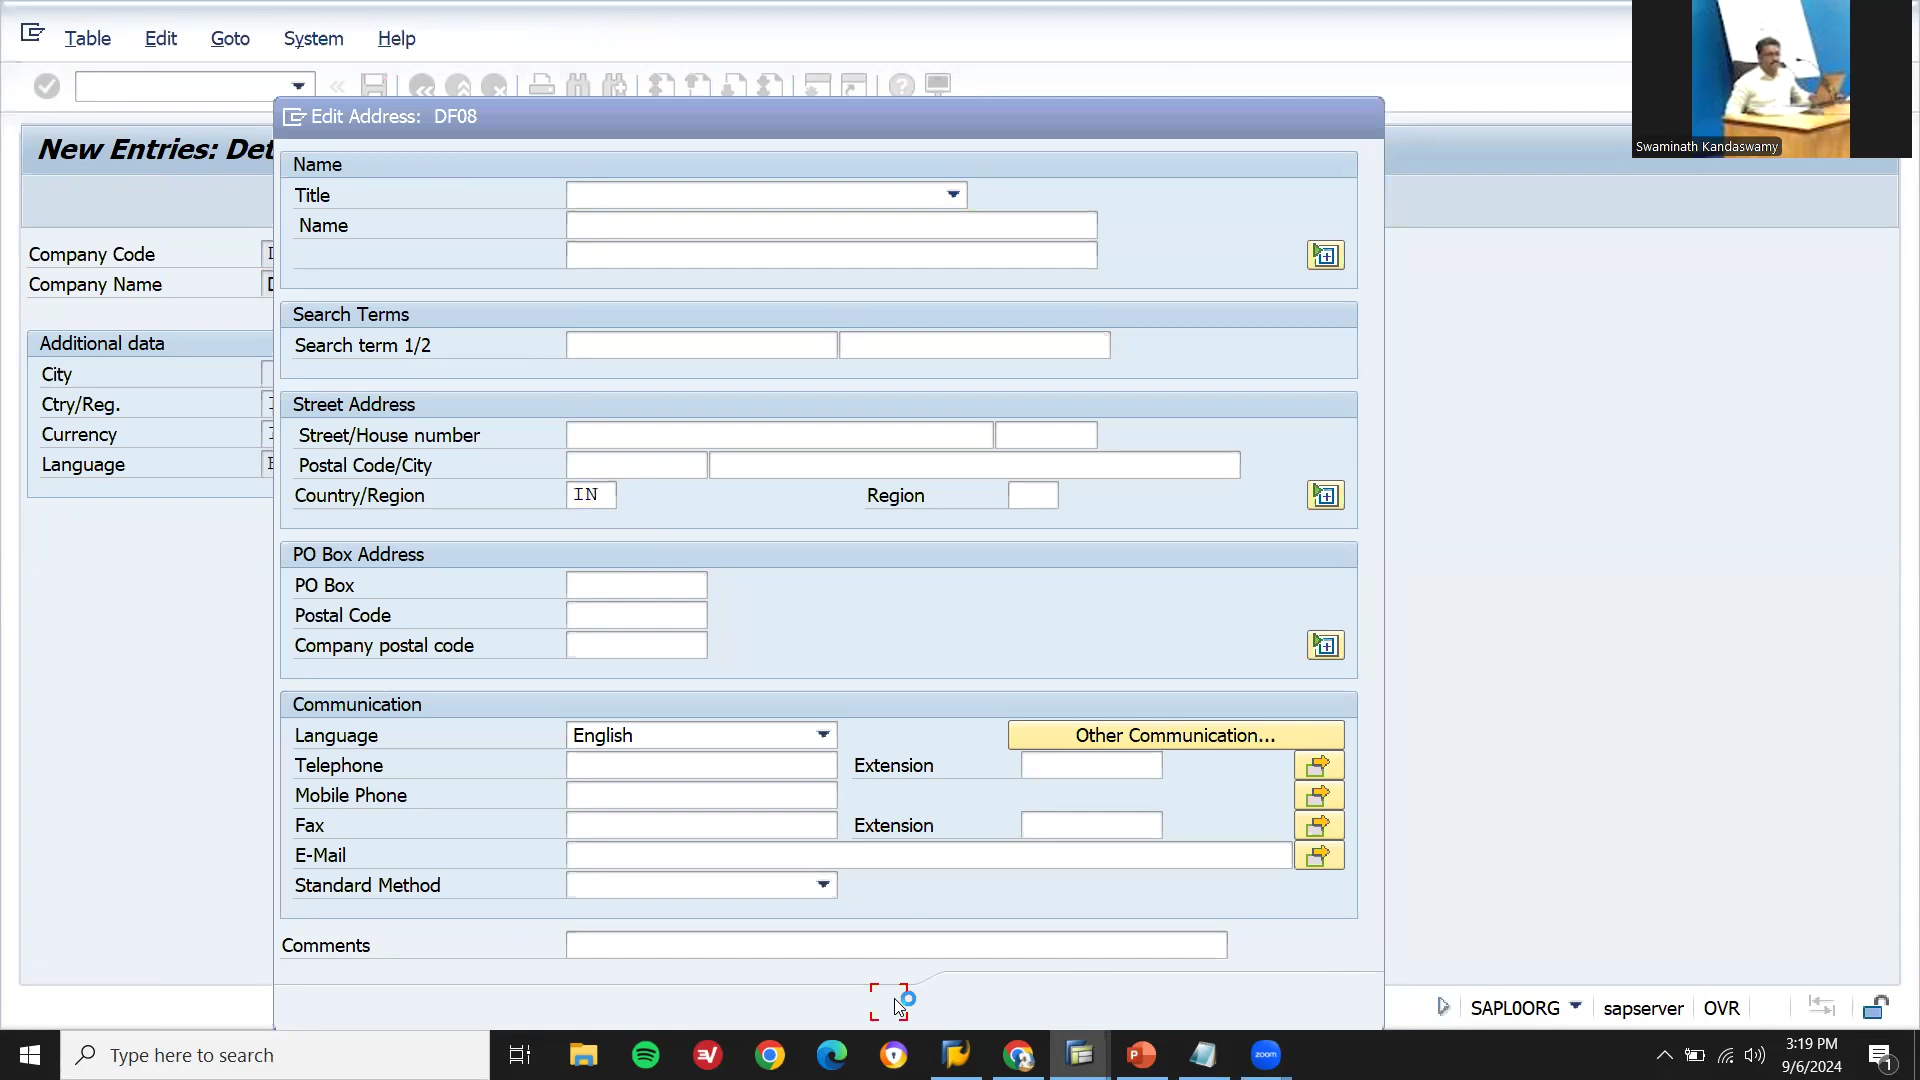 Table Edit Goto System Help
Swaminath Kandaswamy
Edit Address: DF08
New Entries: Det
Name
Title
Name
Company Code
Company Name
Search Terms
Search term 1/2
Additional data
City
Ctry/Reg.
Currency
Language
Street Address
Street/House number
Postal Code/City
Country/Region IN Region
PO Box Address
PO Box
Postal Code
Company postal code
Communication
Language English Other Communication...
Telephone Extension
Mobile Phone
Fax Extension
E-Mail
Standard Method
Comments
SAPL0ORG sapserver OVR
Type here to search
zoom
3:19 PM
9/6/2024
1